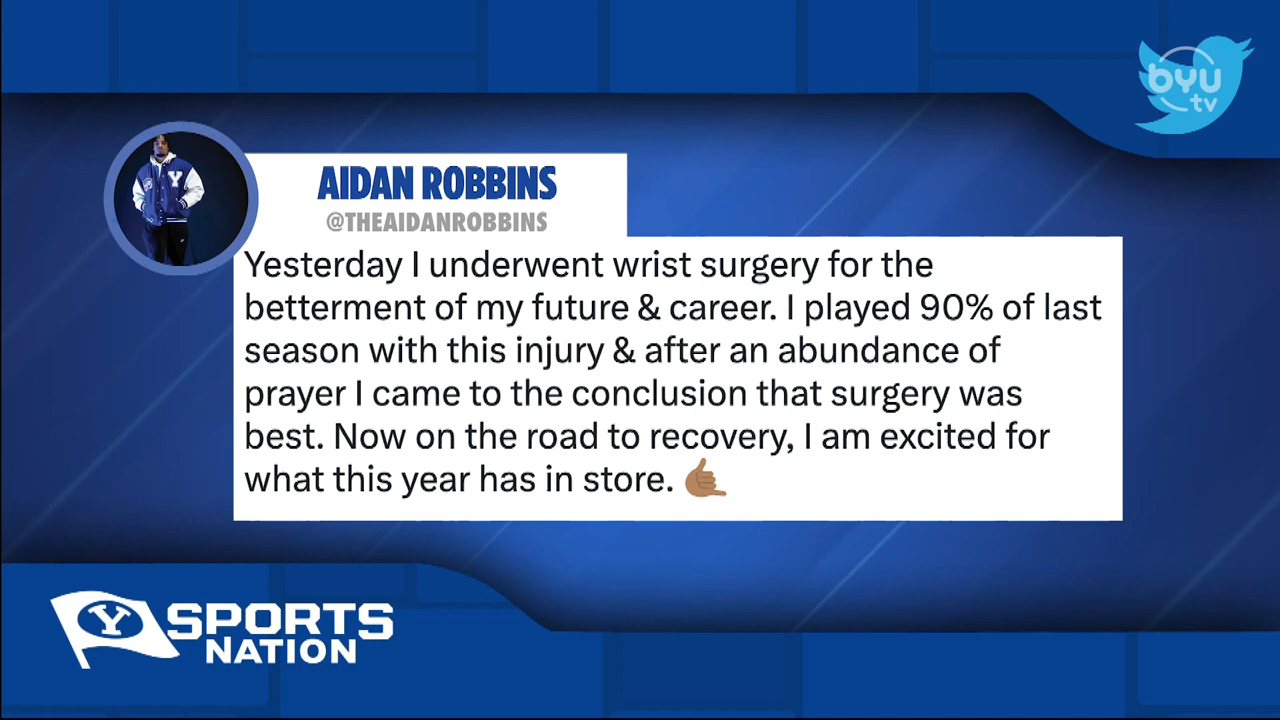 byu
tv
AIDAN ROBBINS
@THEAIDANROBBINS
Yesterday I underwent wrist surgery for the
betterment of my future & career. I played 90% of last
season with this injury & after an abundance of
prayer I came to the conclusion that surgery was
best. Now on the road to recovery, I am excited for
what this year has in store. 🤙🏽
Y SPORTS
NATION